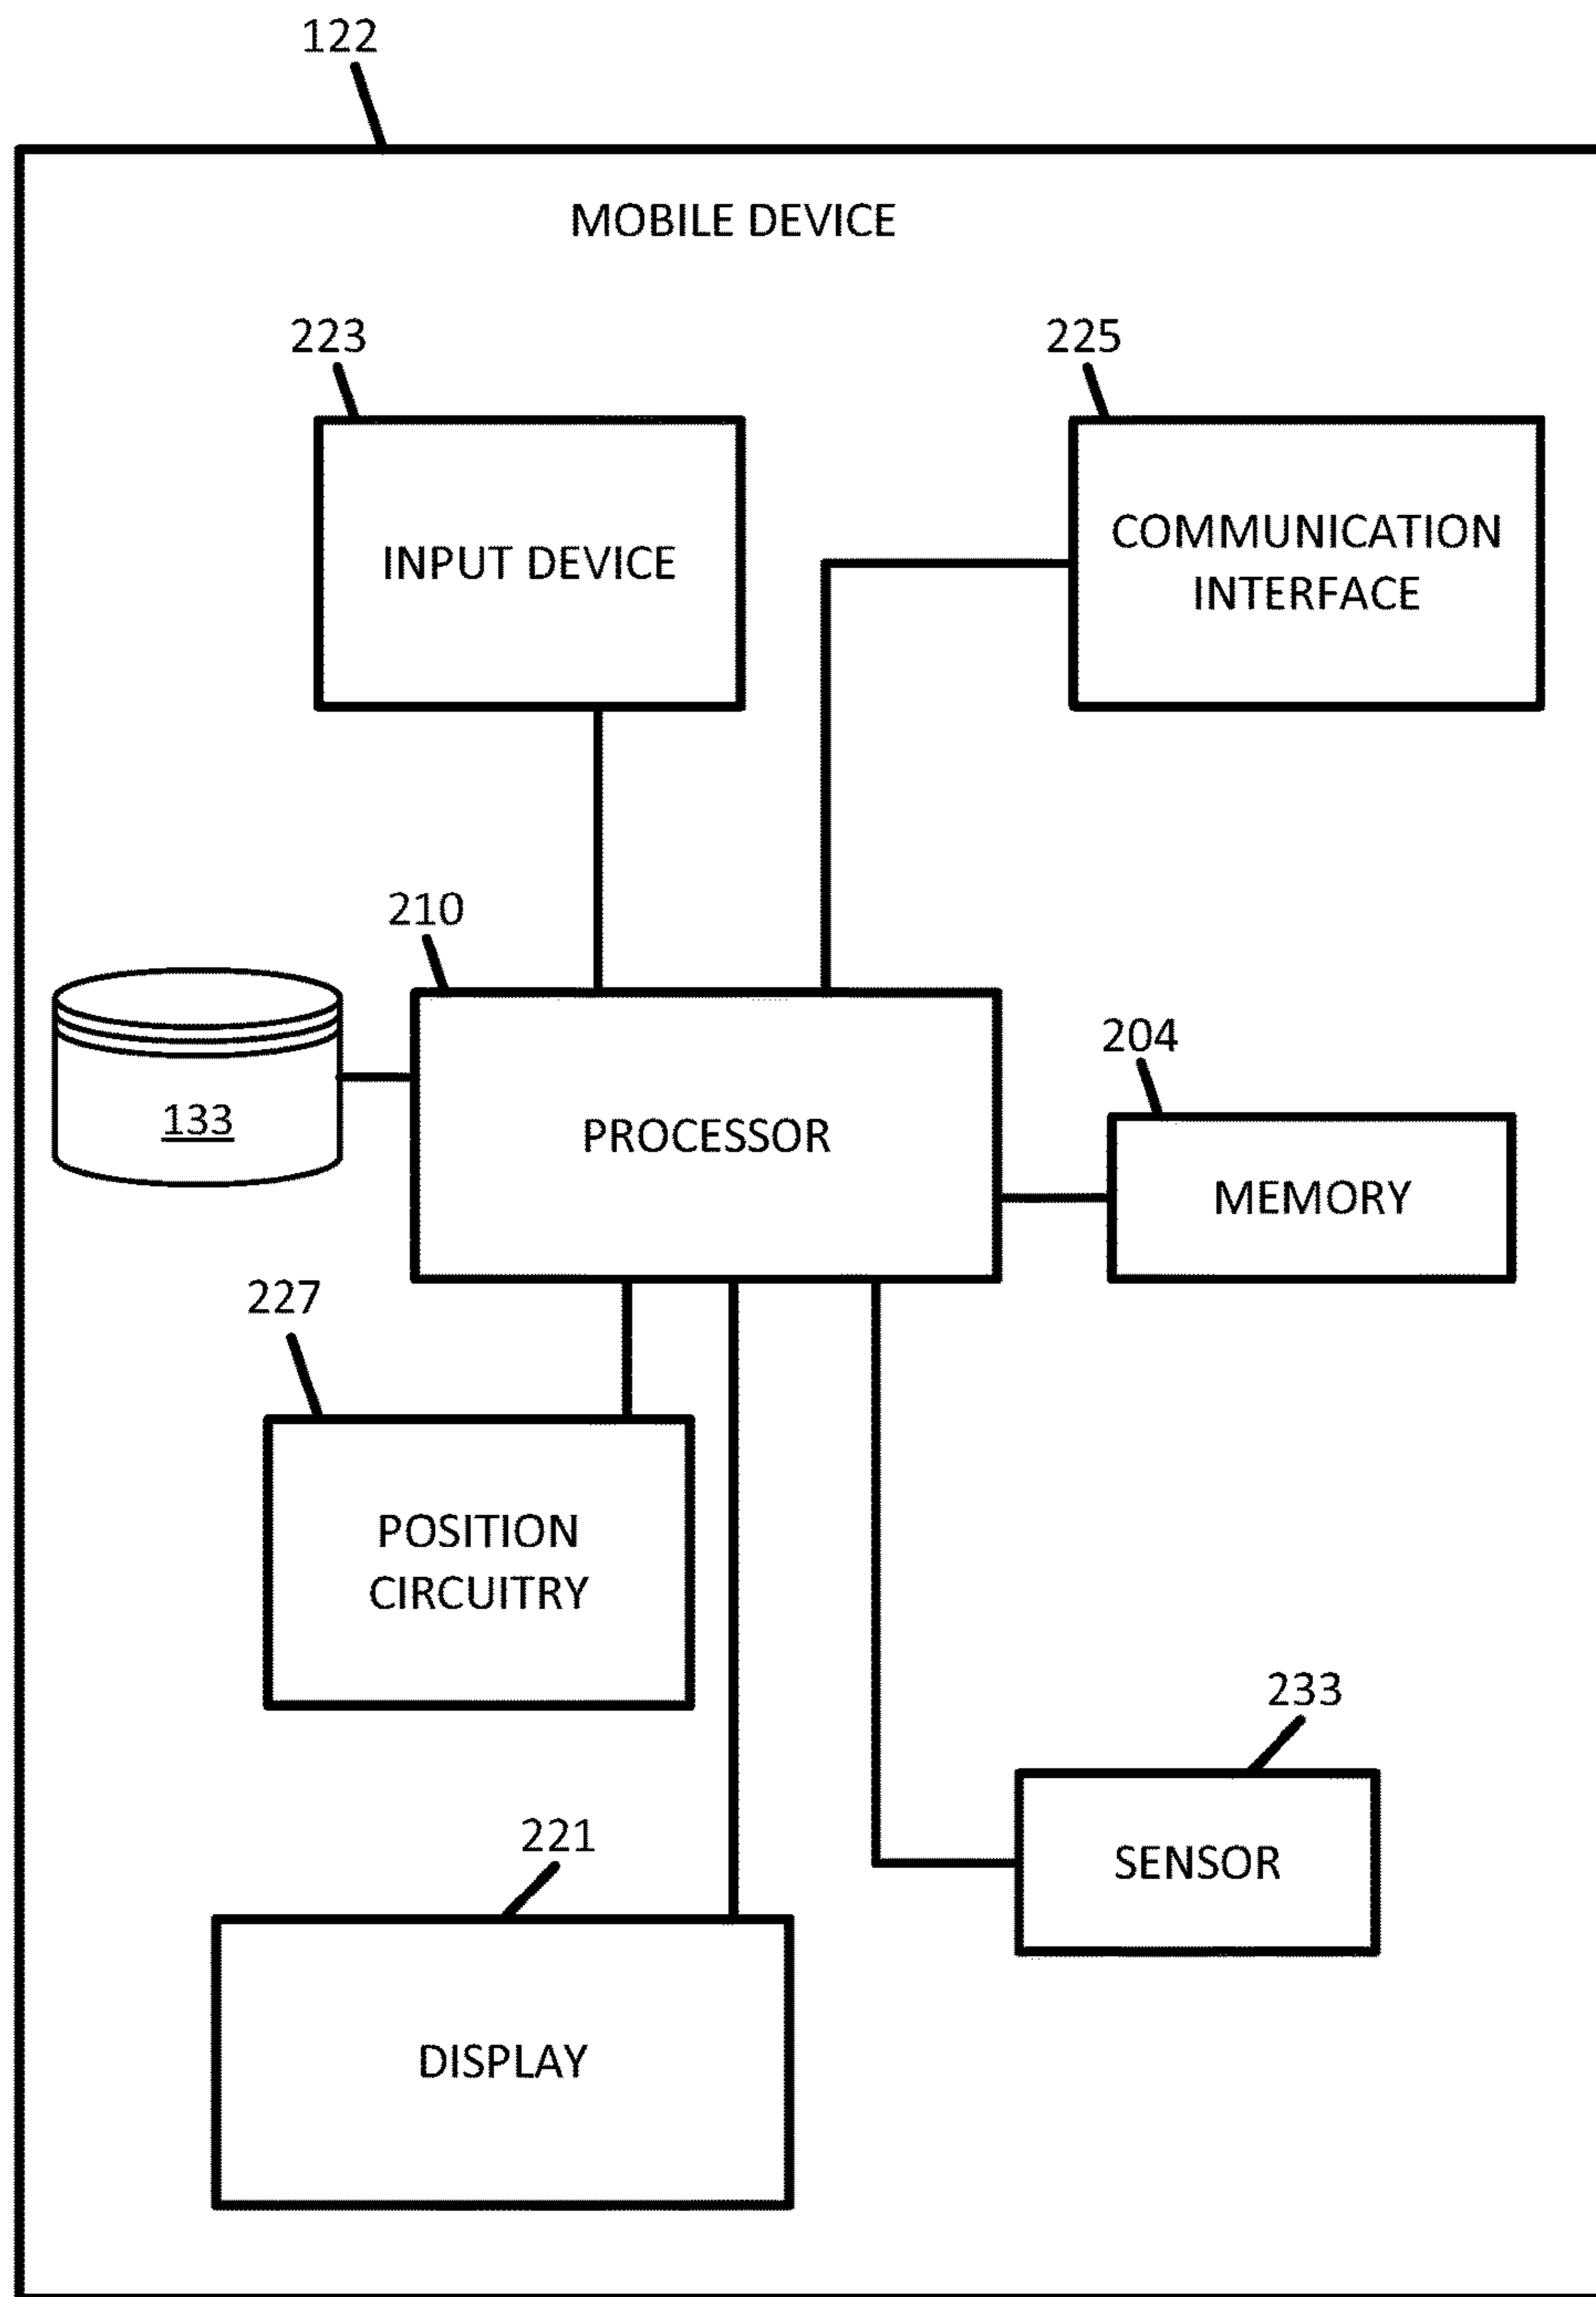 122
MOBILE DEVICE
223
225
INPUT DEVICE
COMMUNICATION
INTERFACE
210
204
133
PROCESSOR
MEMORY
227
POSITION
CIRCUITRY
233
221
SENSOR
DISPLAY